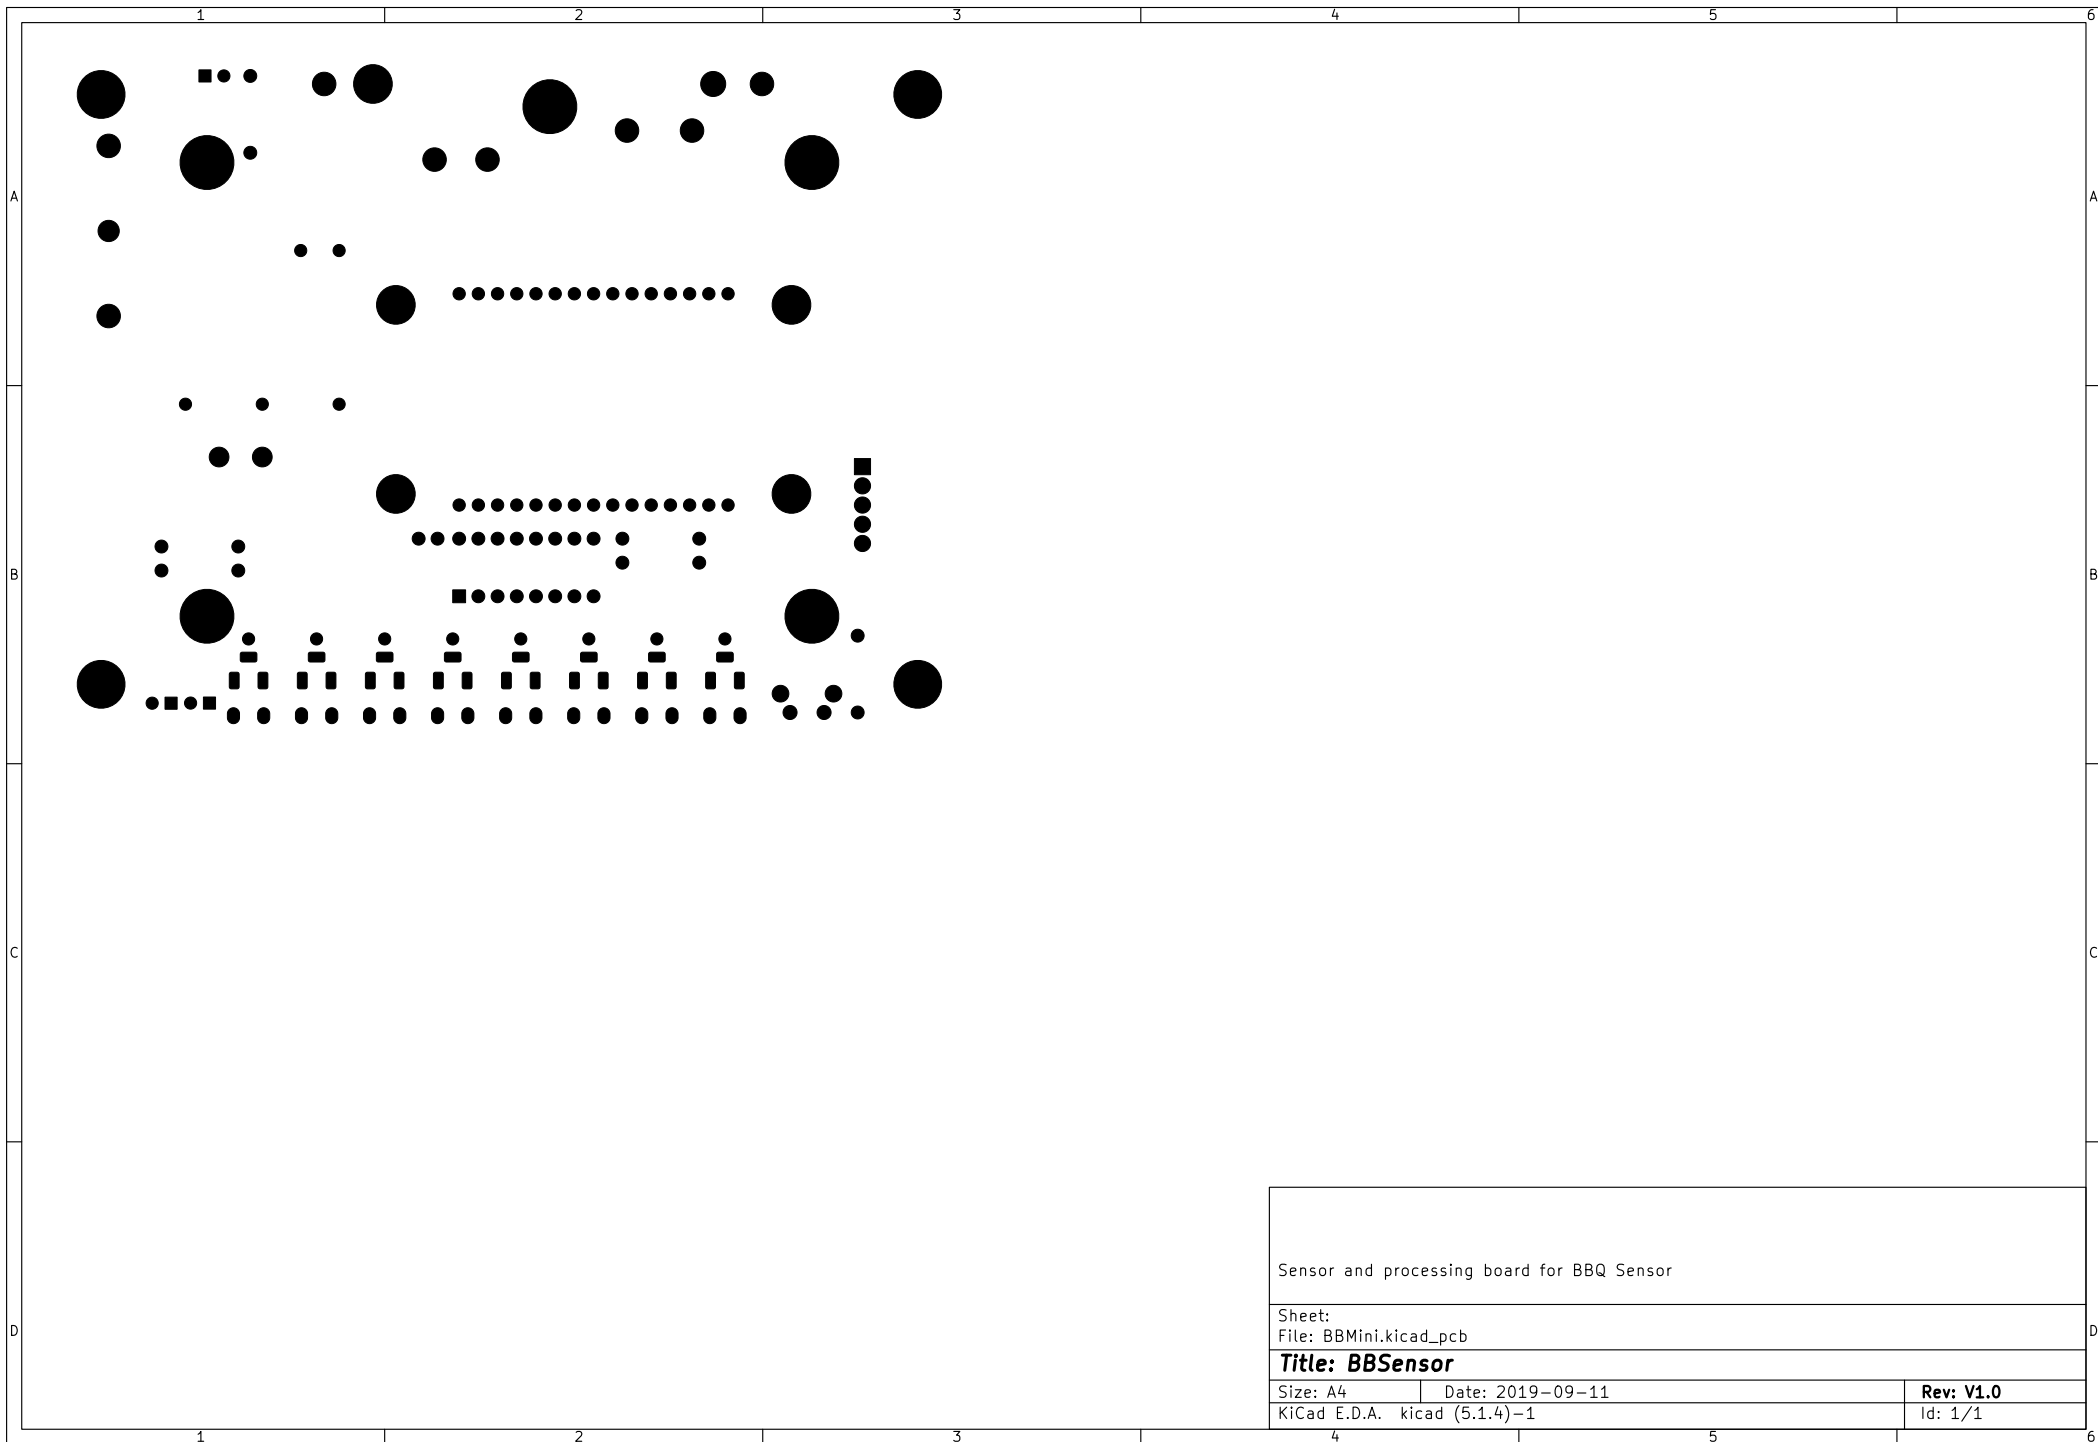 1 2 3 4 5 6
A A
B B
C C
D D
Sensor and processing board for BBQ Sensor
Sheet:
File: BBMini.kicad_pcb
Title: BBSensor
Size: A4 Date: 2019-09-11 Rev: V1.0
KiCad E.D.A. kicad (5.1.4)-1 Id: 1/1
1 2 3 4 5 6